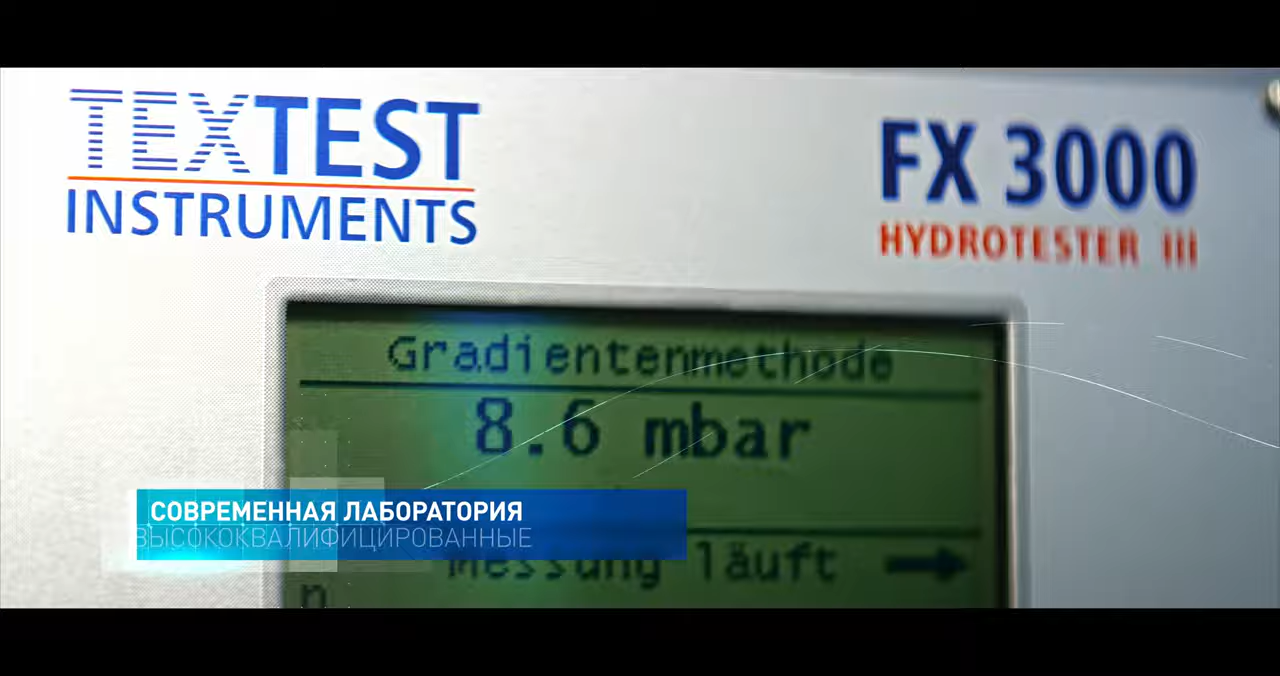 TEXTEST
INSTRUMENTS
FX 3000
HYDROTESTER III
Gradientenmethode
8.6 mbar
СОВРЕМЕННАЯ ЛАБОРАТОРИЯ
ВЫСОКОКВАЛИФИЦИРОВАННЫЕ
Messung läuft
n